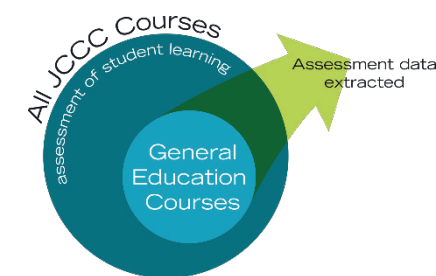 All JCCC Courses
assessment of student learning
General
Education
Courses
Assessment data
extracted